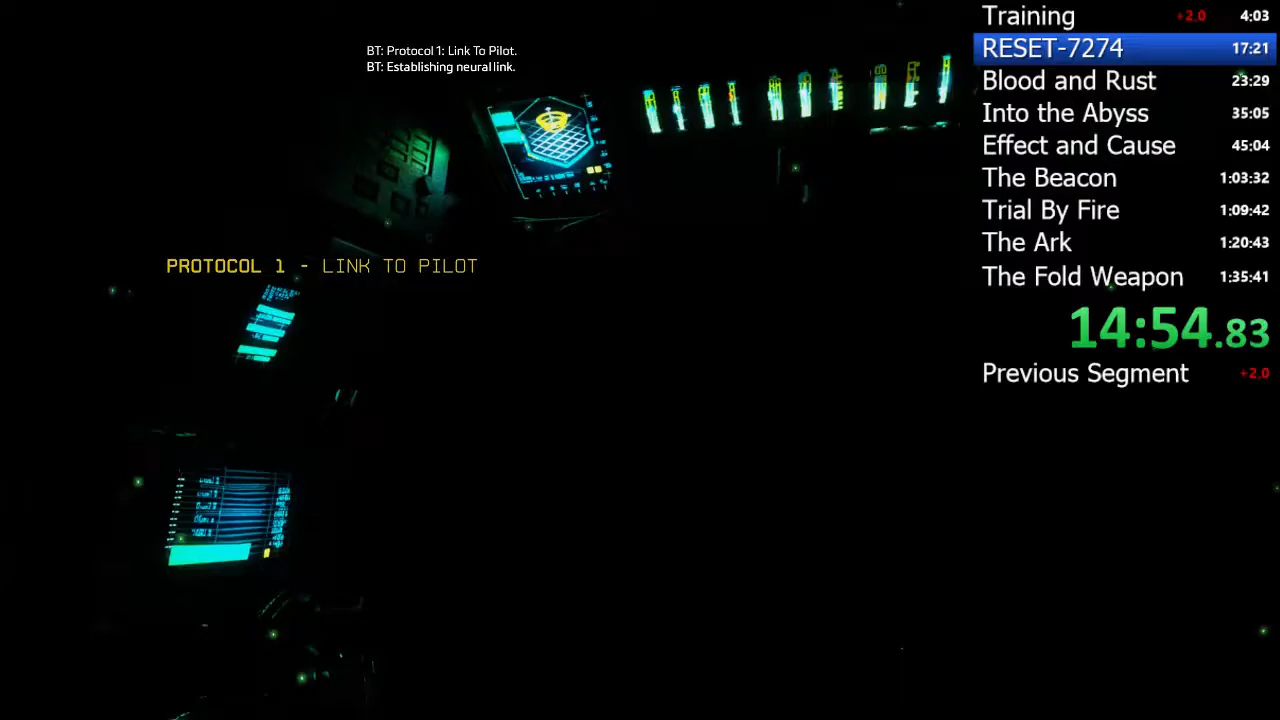 BT: Protocol 1: Link To Pilot.
BT: Establishing neural link.
PROTOCOL 1 - LINK TO PILOT
Training +2.0 4:03
RESET-7274 17:21
Blood and Rust 23:29
Into the Abyss 35:05
Effect and Cause 45:04
The Beacon 1:03:32
Trial By Fire 1:09:42
The Ark 1:20:43
The Fold Weapon 1:35:41
14:54.83
Previous Segment +2.0